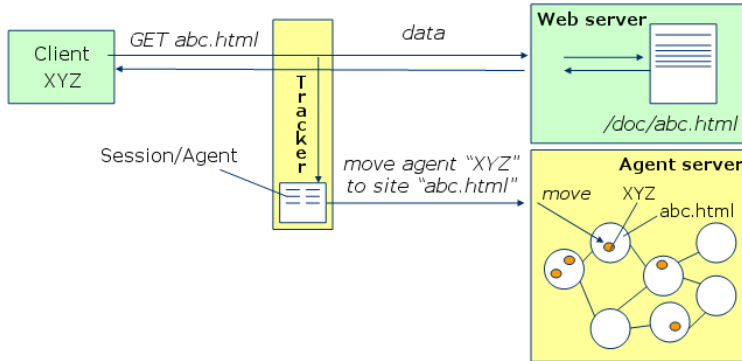 Client
XYZ
GET abc.html
data
Web server
/doc/abc.html
Tracker
Session/Agent
move agent “XYZ”
to site “abc.html”
Agent server
move
XYZ
abc.html